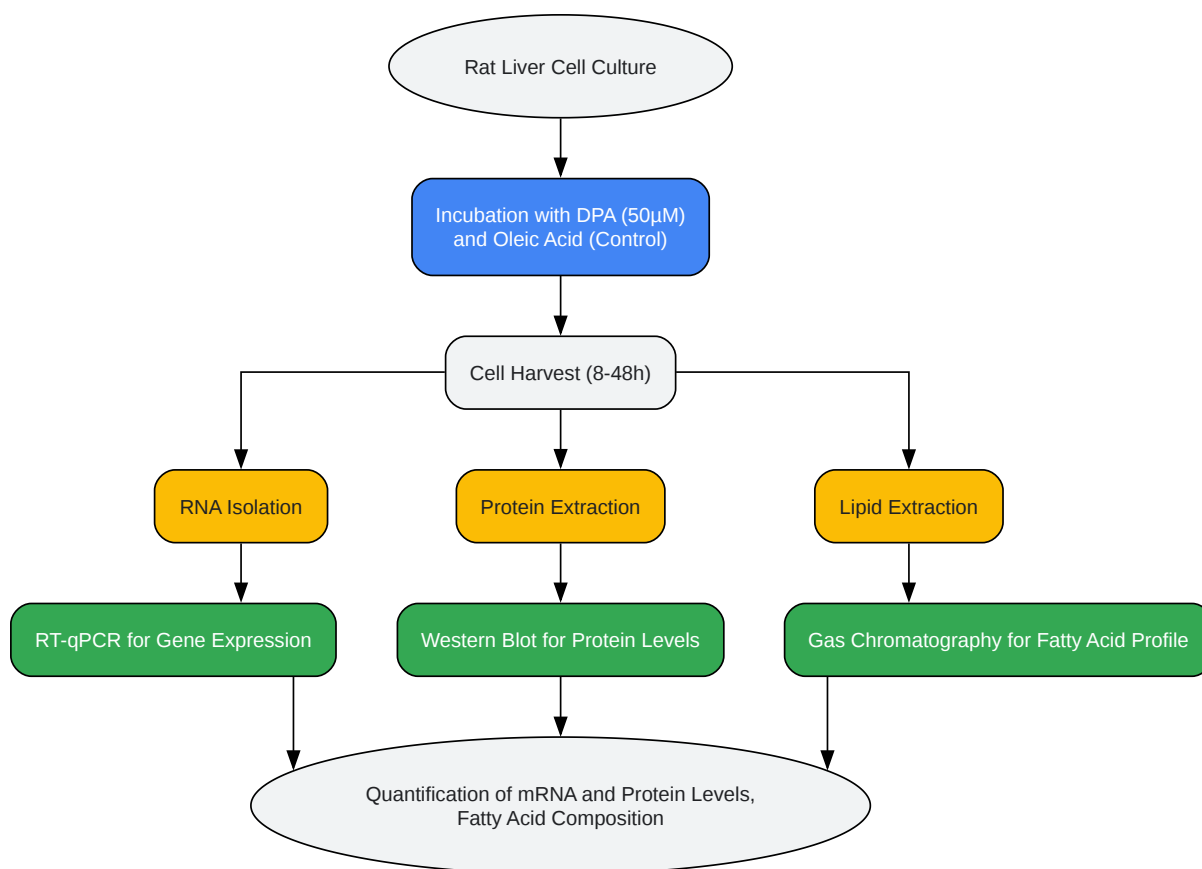 Rat Liver Cell Culture
Incubation with DPA (50µM)
and Oleic Acid (Control)
Cell Harvest (8-48h)
RNA Isolation
Protein Extraction
Lipid Extraction
RT-qPCR for Gene Expression
Western Blot for Protein Levels
Gas Chromatography for Fatty Acid Profile
Quantification of mRNA and Protein Levels,
Fatty Acid Composition